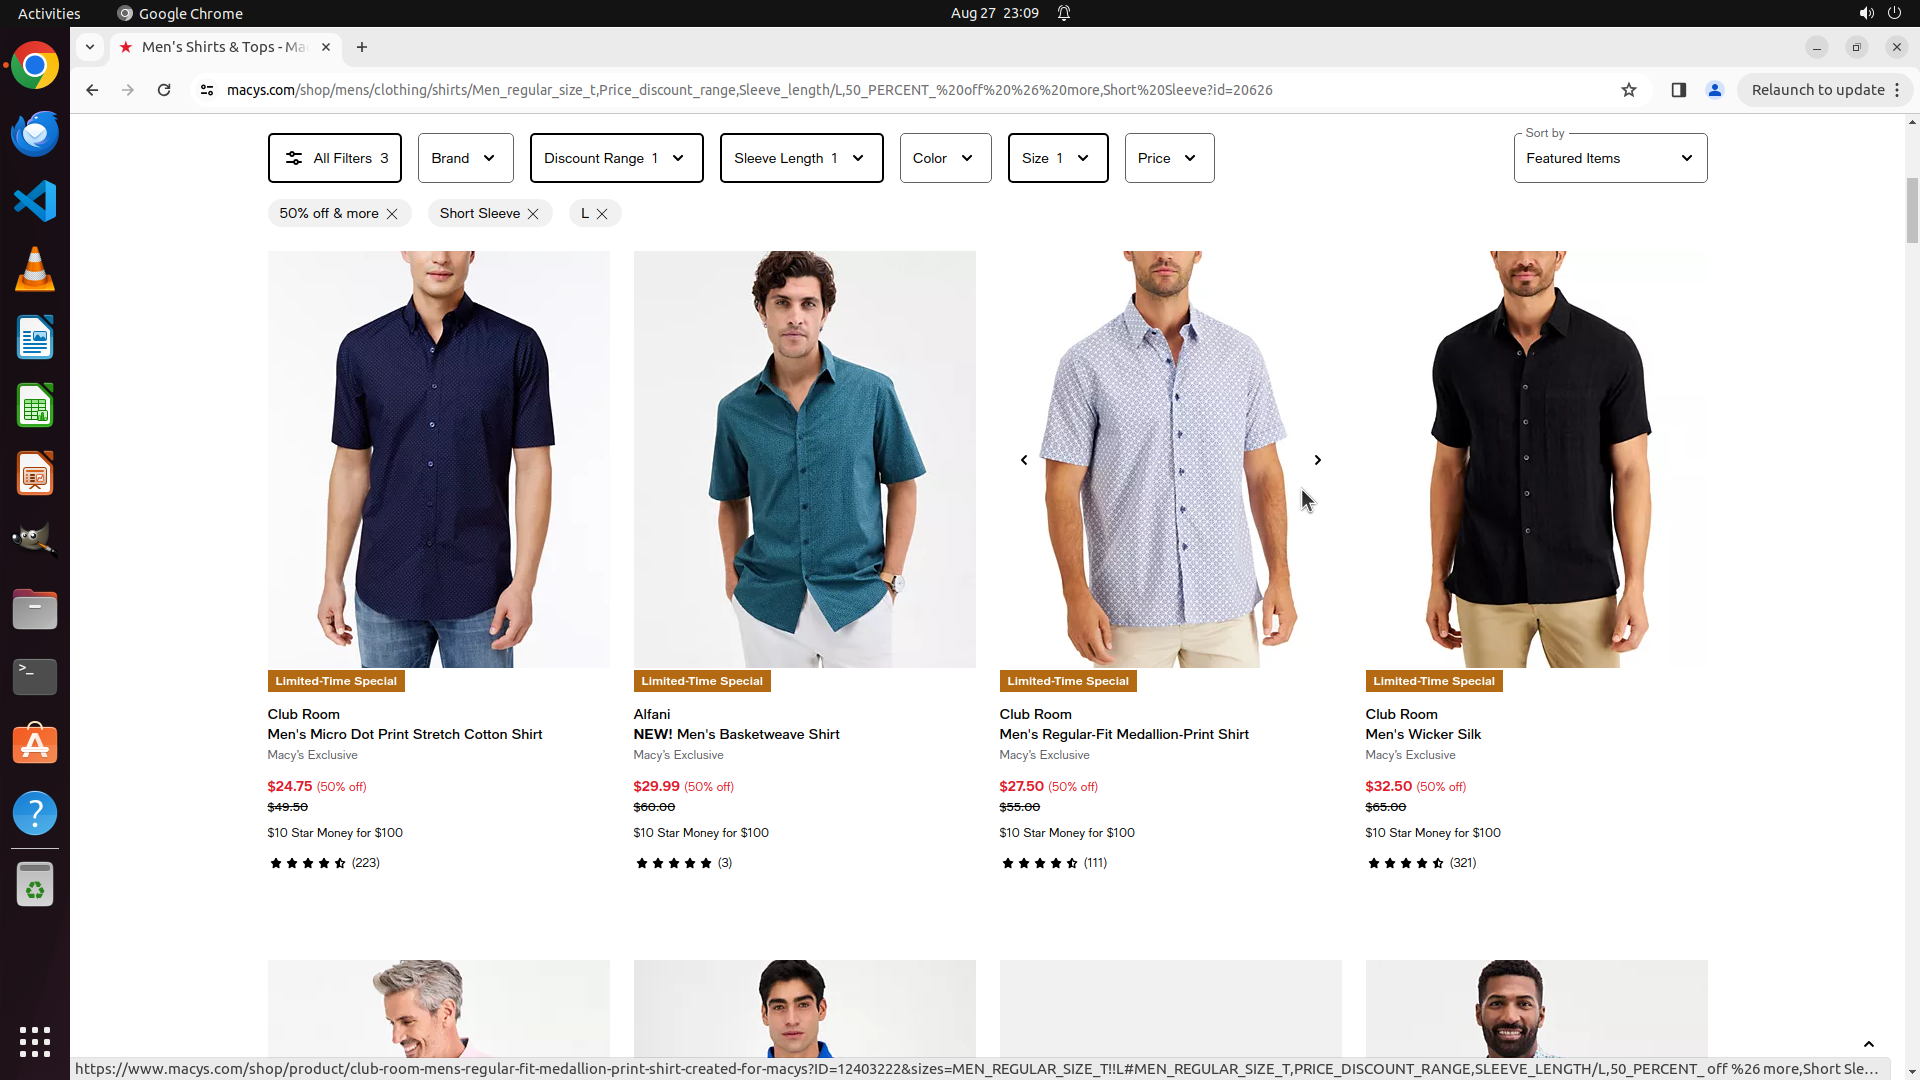 Activities
Google Chrome
Aug 27 23:09
Men's Shirts & Tops - Ma
macys.com/shop/mens/clothing/shirts/Men_regular_size_t,Price_discount_range,Sleeve_length/L,50_PERCENT_%20off%20%26%20more,Short%20Sleeve?id=20626
Relaunch to update
All Filters 3
Brand
Discount Range 1
Sleeve Length 1
Color
Size 1
Price
Sort by
Featured Items
50% off & more
Short Sleeve
L
Limited-Time Special
Club Room
Men's Micro Dot Print Stretch Cotton Shirt
Macy's Exclusive
$24.75 (50% off)
$49.50
$10 Star Money for $100
(223)
Limited-Time Special
Alfani
NEW! Men's Basketweave Shirt
Macy's Exclusive
$29.99 (50% off)
$60.00
$10 Star Money for $100
(3)
Limited-Time Special
Club Room
Men's Regular-Fit Medallion-Print Shirt
Macy's Exclusive
$27.50 (50% off)
$55.00
$10 Star Money for $100
(111)
Limited-Time Special
Club Room
Men's Wicker Silk
Macy's Exclusive
$32.50 (50% off)
$65.00
$10 Star Money for $100
(321)
https://www.macys.com/shop/product/club-room-mens-regular-fit-medallion-print-shirt-created-for-macys?ID=12403222&sizes=MEN_REGULAR_SIZE_T!!L#MEN_REGULAR_SIZE_T,PRICE_DISCOUNT_RANGE,SLEEVE_LENGTH/L,50_PERCENT_ off %26 more,Short Sle...